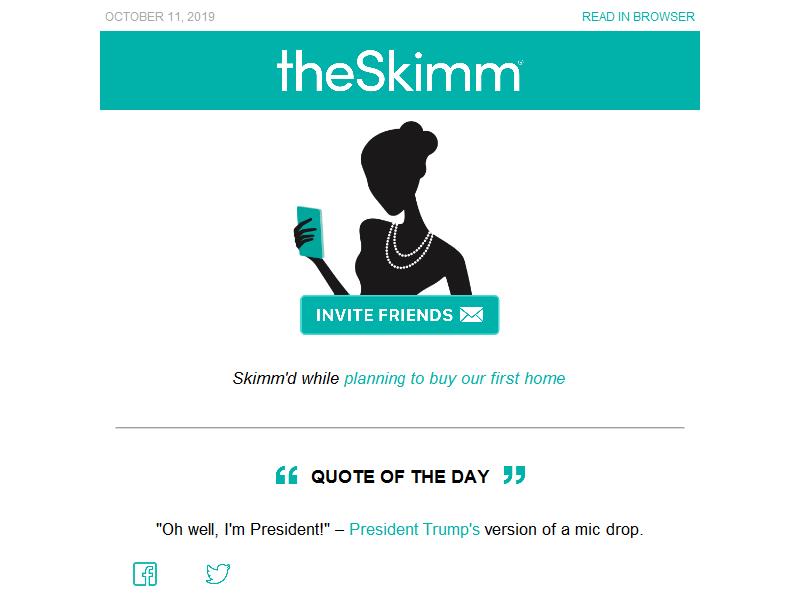 OCTOBER 11, 2019 READ IN BROWSER
theSkimm®
INVITE FRIENDS
Skimm'd while planning to buy our first home
“ QUOTE OF THE DAY ”
"Oh well, I'm President!" – President Trump's version of a mic drop.